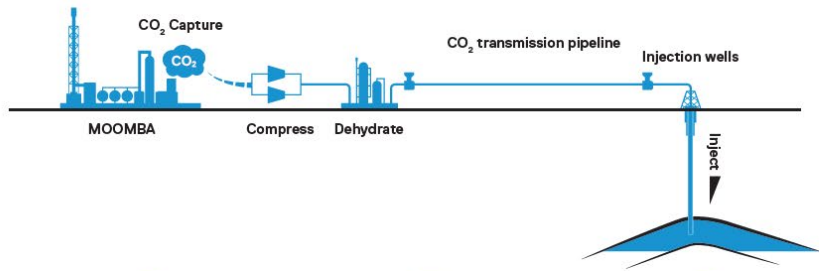 CO₂ Capture
CO₂
CO₂ transmission pipeline
Injection wells
MOOMBA
Compress
Dehydrate
Inject